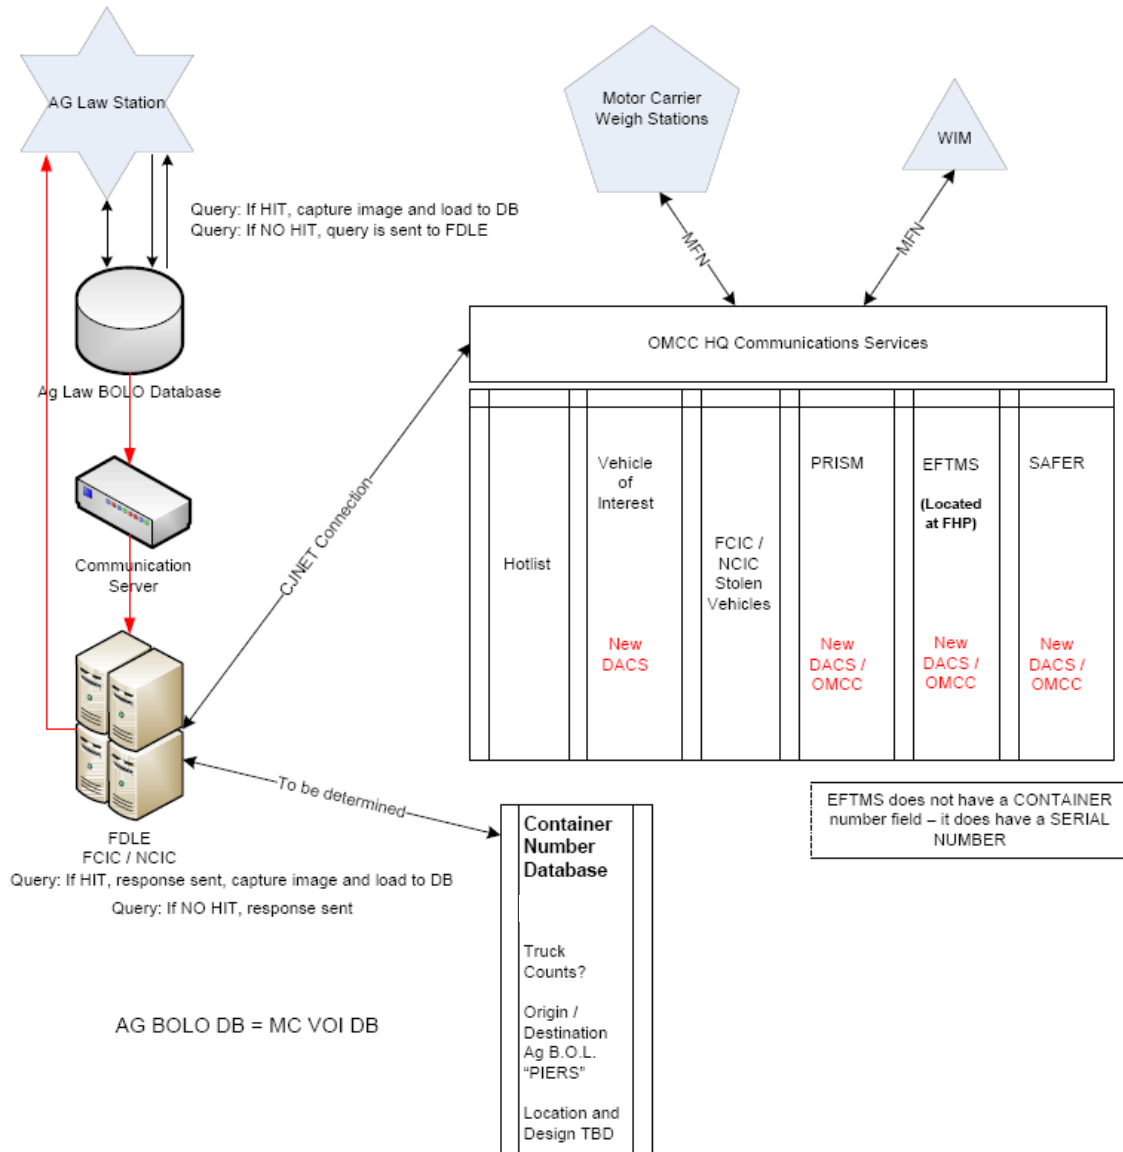 AG Law Station
Motor Carrier
Weigh Stations
WIM
Query: If HIT, capture image and load to DB
Query: If NO HIT, query is sent to FDLE
MFN
MFN
OMCC HQ Communications Services
Ag Law BOLO Database
Communication
Server
CJNET Connection
Hotlist
Vehicle
of
Interest
New
DACS
FCIC /
NCIC
Stolen
Vehicles
PRISM
New
DACS /
OMCC
EFTMS
(Located
at FHP)
New
DACS /
OMCC
SAFER
New
DACS /
OMCC
FDLE
FCIC / NCIC
Query: If HIT, response sent, capture image and load to DB
Query: If NO HIT, response sent
To be determined
EFTMS does not have a CONTAINER
number field – it does have a SERIAL
NUMBER
Container
Number
Database
Truck
Counts?
Origin /
Destination
Ag B.O.L.
“PIERS”
Location and
Design TBD
AG BOLO DB = MC VOI DB